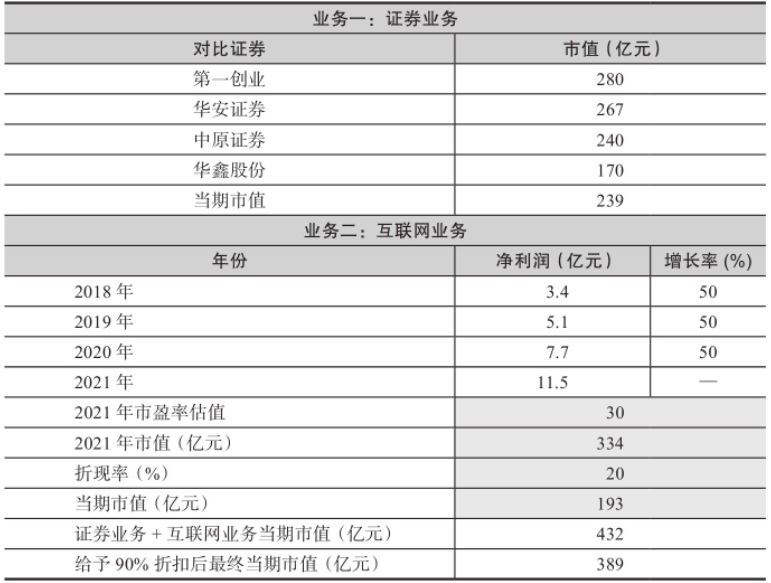 业务一：证券业务
对比证券 市值（亿元）
第一创业 280
华安证券 267
中原证券 240
华鑫股份 170
当期市值 239
业务二：互联网业务
年份 净利润（亿元） 增长率 (%)
2018 年 3.4 50
2019 年 5.1 50
2020 年 7.7 50
2021 年 11.5 —
2021 年市盈率估值 30
2021 年市值（亿元） 334
折现率（%） 20
当期市值（亿元） 193
证券业务 + 互联网业务当期市值（亿元） 432
给予 90% 折扣后最终当期市值（亿元） 389